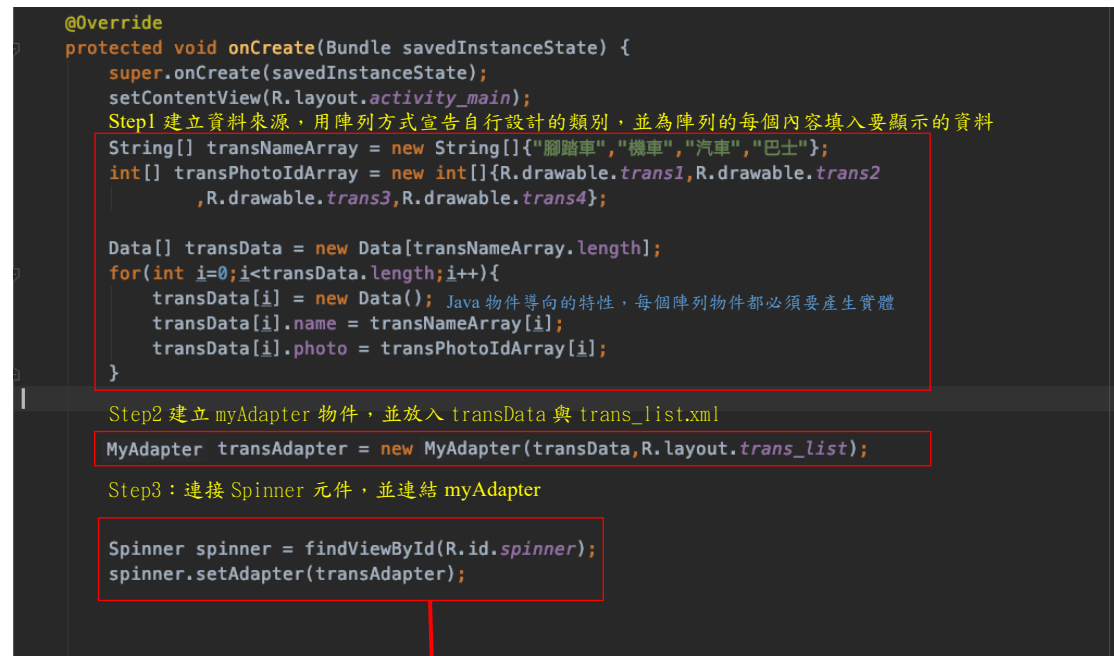 @Override
protected void onCreate(Bundle savedInstanceState) {
super.onCreate(savedInstanceState);
setContentView(R.layout.activity_main);
Step1 建立資料來源，用陣列方式宣告自行設計的類別，並為陣列的每個內容填入要顯示的資料
String[] transNameArray = new String[]{"腳踏車","機車","汽車","巴士"};
int[] transPhotoIdArray = new int[]{R.drawable.trans1,R.drawable.trans2
,R.drawable.trans3,R.drawable.trans4};
Data[] transData = new Data[transNameArray.length];
for(int i=0;i<transData.length;i++){
transData[i] = new Data(); Java 物件導向的特性，每個陣列物件都必須要產生實體
transData[i].name = transNameArray[i];
transData[i].photo = transPhotoIdArray[i];
}
Step2 建立 myAdapter 物件，並放入 transData 與 trans_list.xml
MyAdapter transAdapter = new MyAdapter(transData,R.layout.trans_list);
Step3：連接 Spinner 元件，並連結 myAdapter
Spinner spinner = findViewById(R.id.spinner);
spinner.setAdapter(transAdapter);